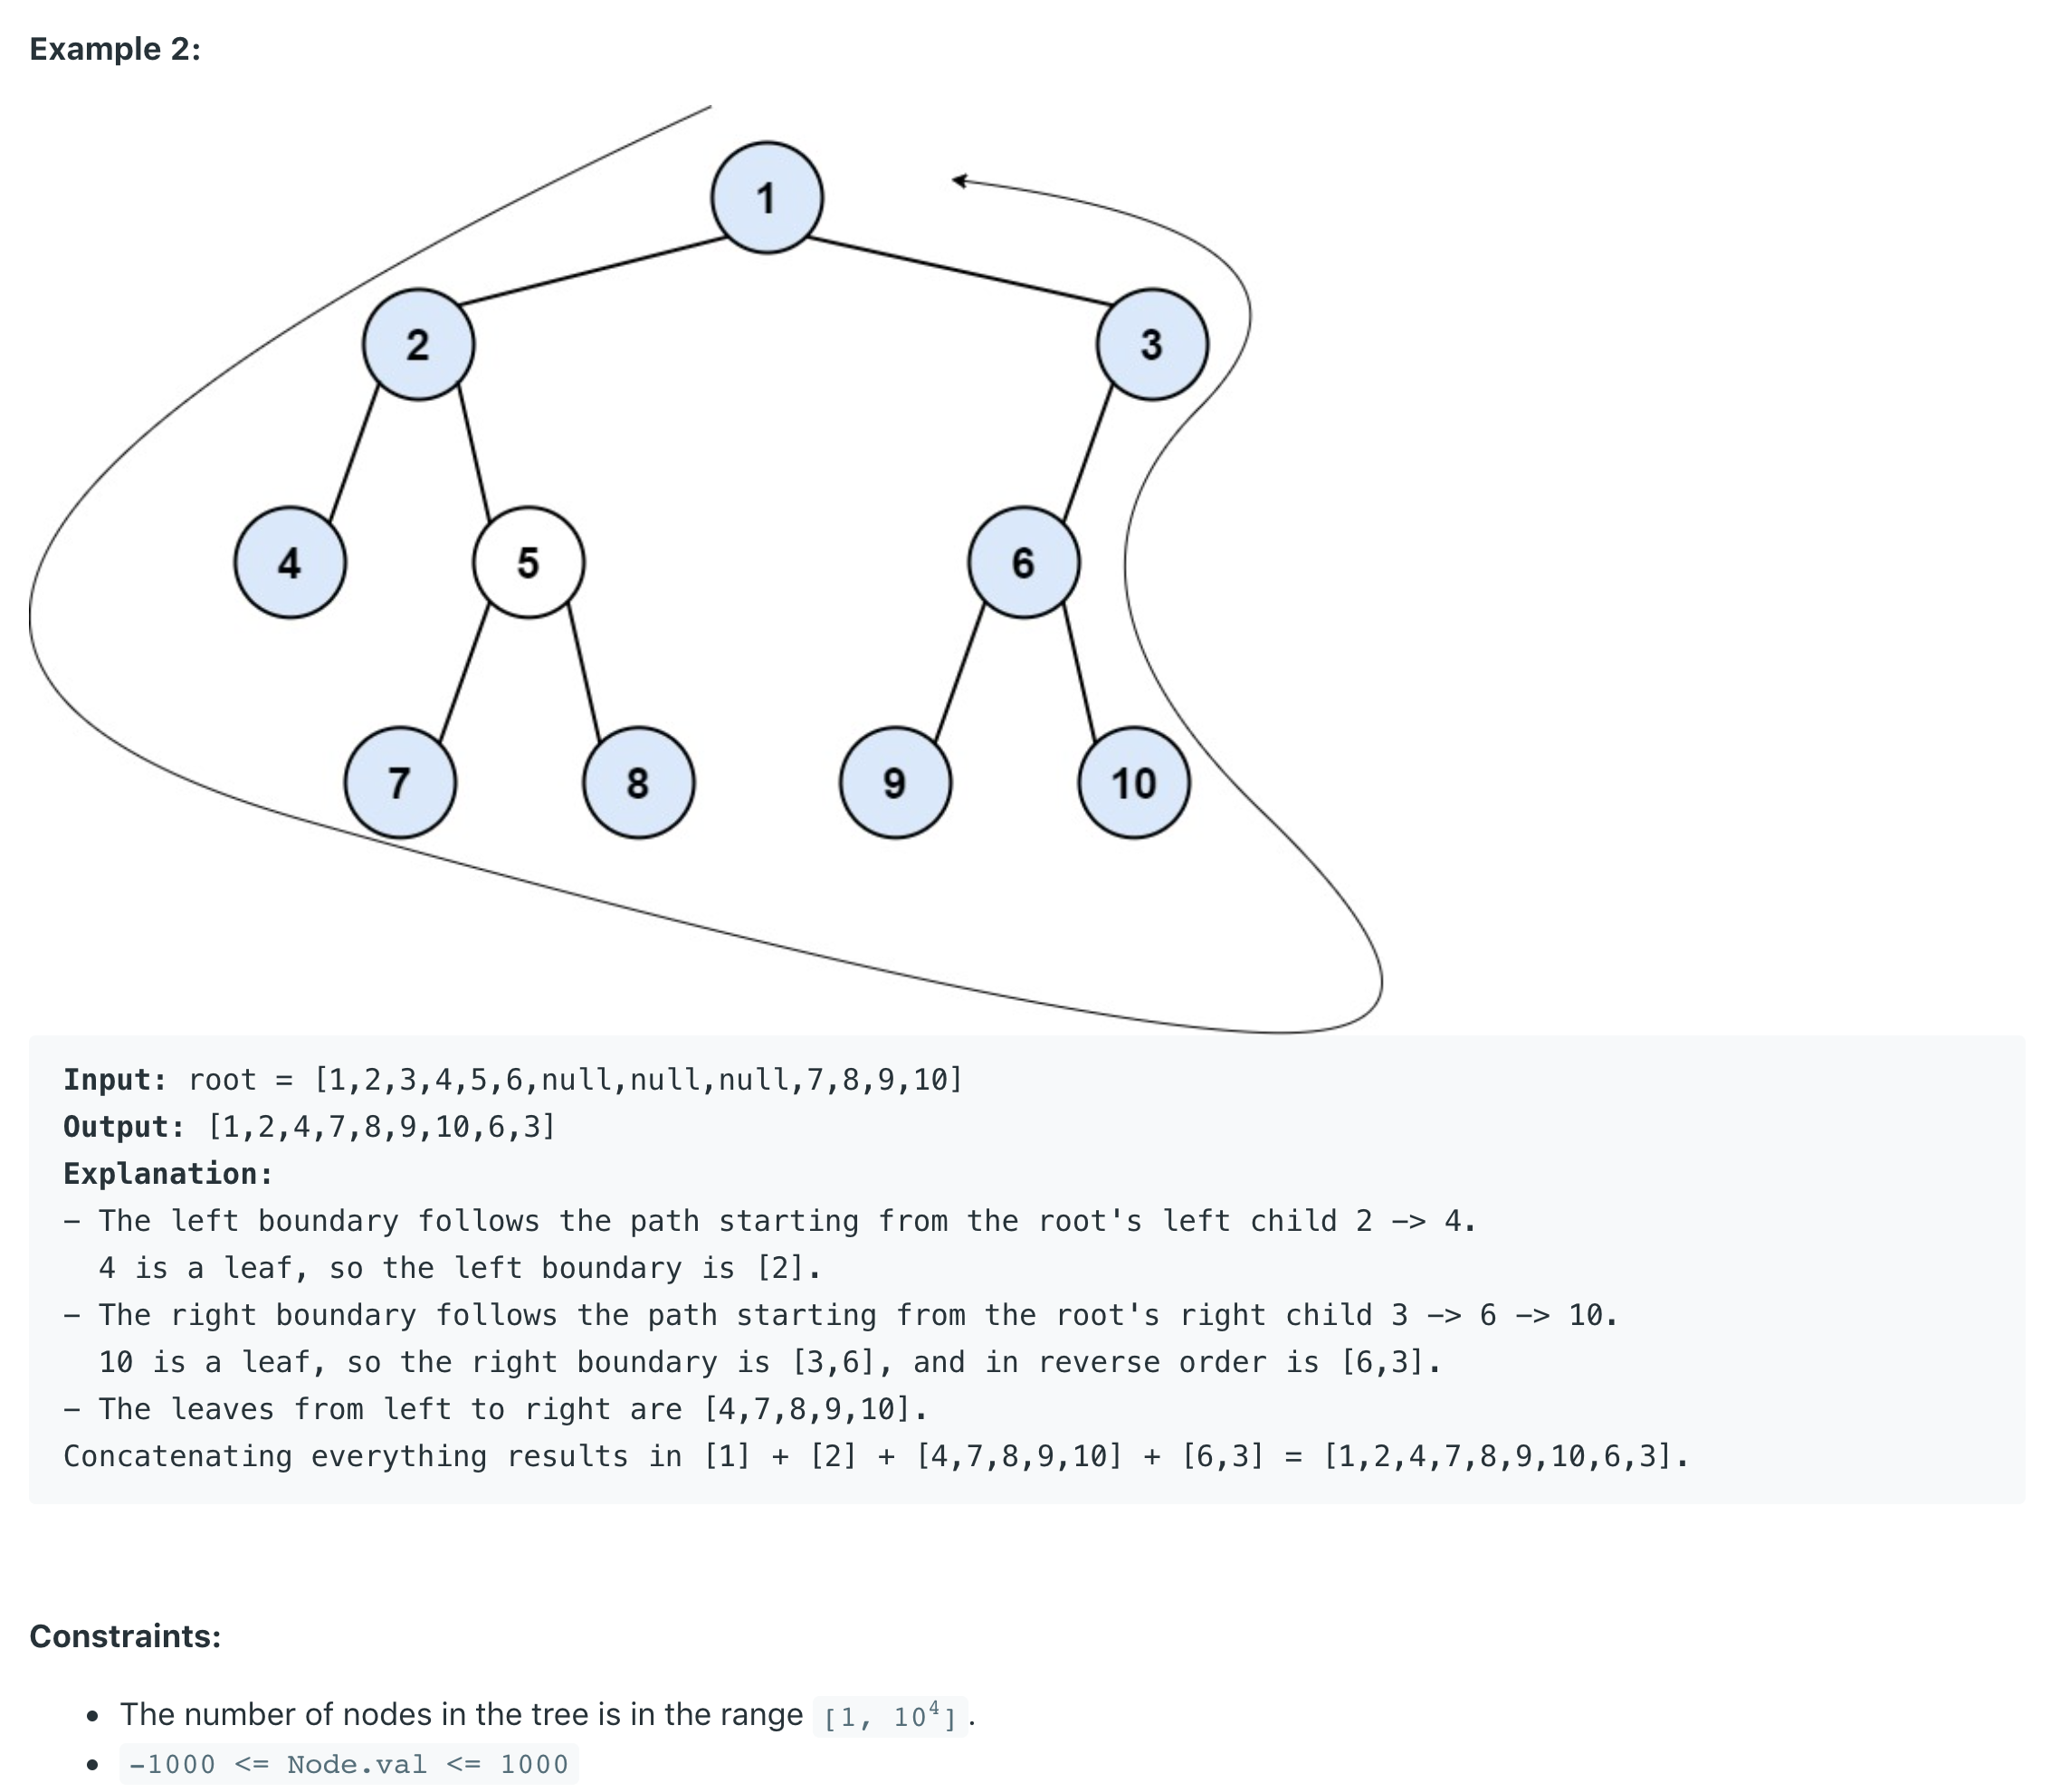 Example 2:
1
2
3
4
5
6
7
8
9
10
Input: root = [1,2,3,4,5,6,null,null,null,7,8,9,10]
Output: [1,2,4,7,8,9,10,6,3]
Explanation:
- The left boundary follows the path starting from the root's left child 2 -> 4.
4 is a leaf, so the left boundary is [2].
- The right boundary follows the path starting from the root's right child 3 -> 6 -> 10.
10 is a leaf, so the right boundary is [3,6], and in reverse order is [6,3].
- The leaves from left to right are [4,7,8,9,10].
Concatenating everything results in [1] + [2] + [4,7,8,9,10] + [6,3] = [1,2,4,7,8,9,10,6,3].
Constraints:
• The number of nodes in the tree is in the range [1, 10⁴].
• -1000 <= Node.val <= 1000